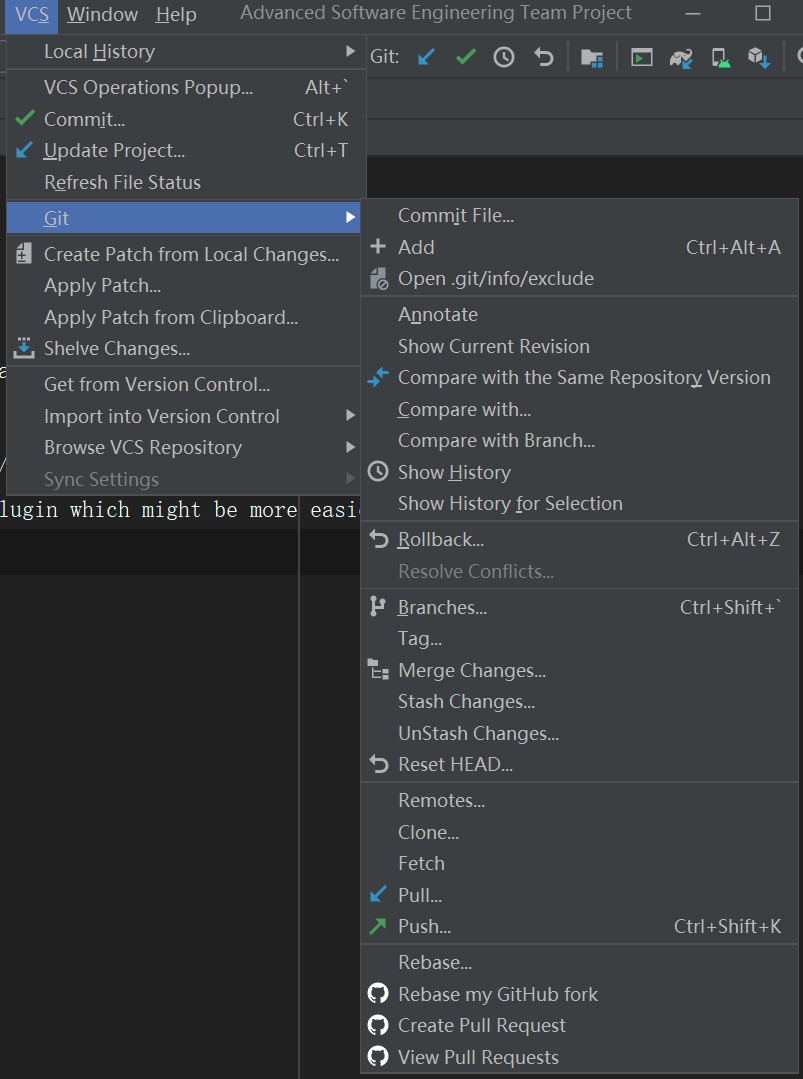 VCS Window Help Advanced Software Engineering Team Project
Local History
Git:
VCS Operations Popup... Alt+`
Commit... Ctrl+K
Update Project... Ctrl+T
Refresh File Status
Git
Create Patch from Local Changes...
Apply Patch...
Apply Patch from Clipboard...
Shelve Changes...
Get from Version Control...
Import into Version Control
Browse VCS Repository
Sync Settings
which might be more
Commit File...
Add Ctrl+Alt+A
Open .git/info/exclude
Annotate
Show Current Revision
Compare with the Same Repository Version
Compare with...
Compare with Branch...
Show History
Show History for Selection
Rollback... Ctrl+Alt+Z
Resolve Conflicts...
Branches... Ctrl+Shift+`
Tag...
Merge Changes...
Stash Changes...
UnStash Changes...
Reset HEAD...
Remotes...
Clone...
Fetch
Pull...
Push... Ctrl+Shift+K
Rebase...
Rebase my GitHub fork
Create Pull Request
View Pull Requests